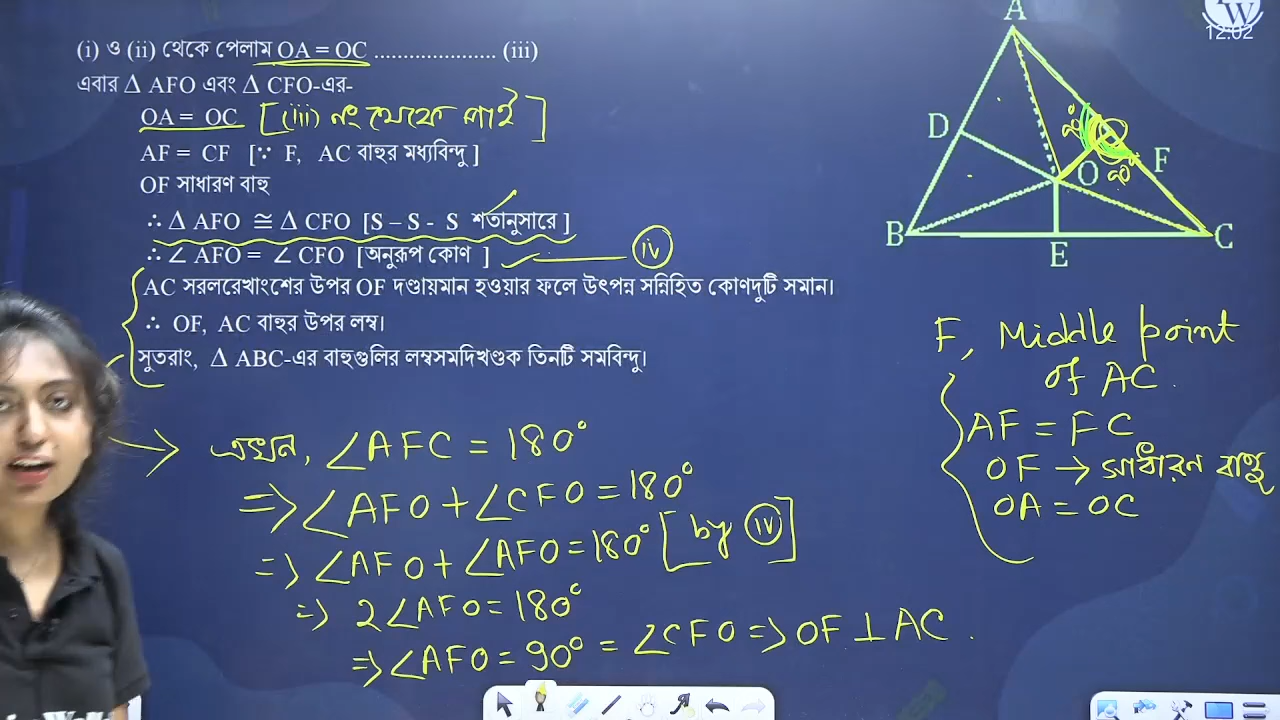 (i) ও (ii) থেকে পেলাম OA = OC ..................... (iii)
এবার Δ AFO এবং Δ CFO-এর-
OA = OC [(iii) নং থেকে পাই]
AF = CF [∵ F, AC বাহুর মধ্যবিন্দু ]
OF সাধারণ বাহু
∴ Δ AFO ≅ Δ CFO [S – S - S শর্তানুসারে ]
∴ ∠ AFO = ∠ CFO [অনুরূপ কোণ ] iv
AC সরলরেখাংশের উপর OF দণ্ডায়মান হওয়ার ফলে উৎপন্ন সন্নিহিত কোণদুটি সমান।
∴ OF, AC বাহুর উপর লম্ব।
সুতরাং, Δ ABC-এর বাহুগুলির লম্বসমদিখণ্ডক তিনটি সমবিন্দু।
এখন, ∠AFC = 180°
⇒ ∠AFO + ∠CFO = 180°
⇒ ∠AFO + ∠AFO = 180° [by iv]
⇒ 2∠AFO = 180°
⇒ ∠AFO = 90° = ∠CFO ⇒ OF ⊥ AC.
W
12:02
A
D
F
O
B
C
E
F, Middle point
of AC.
AF = FC
OF → সাধারন বাহু
OA = OC